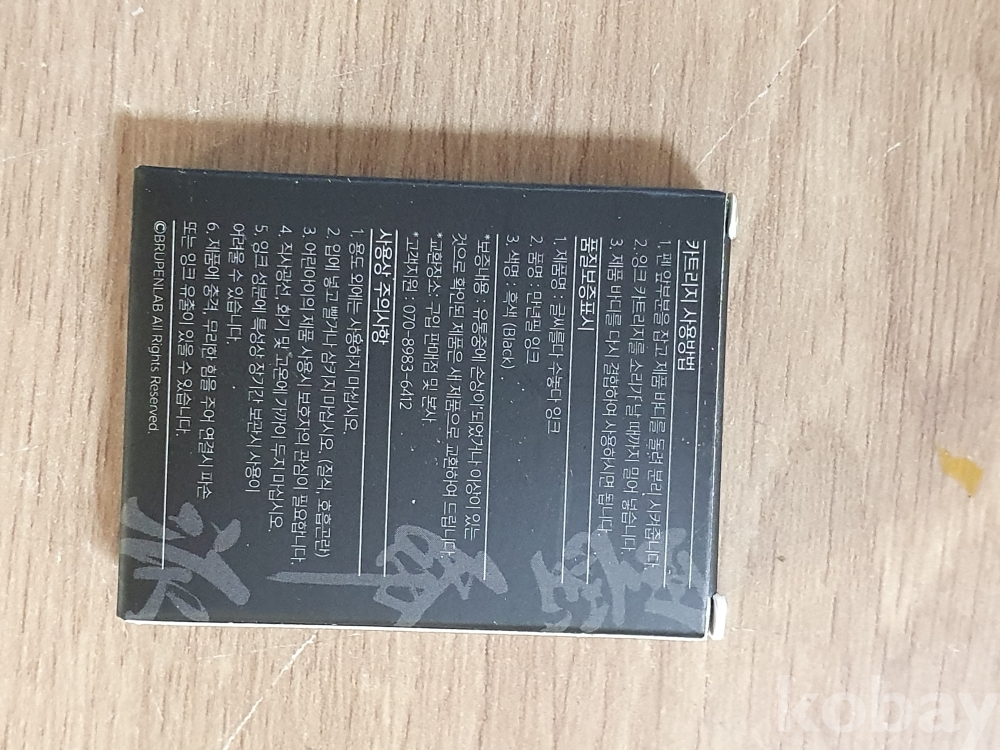 카트리지 사용방법
1. 펜 앞부분을 잡고 제품 바디를 돌려 분리 시켜줍니다.
2. 잉크 카트리지를 소리가 날 때까지 밀어 넣습니다.
3. 제품 바디를 다시 결합하여 사용하시면 됩니다.
품질보증표시
1. 제품명 : 글씨를다 수놓다 잉크
2. 품명 : 만년필 잉크
3. 색명 : 흑색 (Black)
*보증내용 : 유통중에 손상이 되었거나 이상이 있는
것으로 확인된 제품은 새 제품으로 교환하여 드립니다.
*교환장소: 구입 판매점 및 본사
*고객지원 : 070-8983-6412
사용상 주의사항
1. 용도 외에는 사용하지 마십시오.
2. 입에 넣고 빨거나 삼키지 마십시오. (질식, 호흡곤란)
3. 어린아이의 제품 사용시 보호자의 관심이 필요합니다.
4. 직사광선, 화기 및 고온에 가까이 두지 마십시오.
5. 잉크 성분에 특성상 장기간 보관시 사용이
어려울 수 있습니다.
6. 제품에 충격, 무리한 힘을 주어 연결시 파손
또는 잉크 유출이 있을 수 있습니다.
©BRUPENLAB All Rights Reserved.
kobay